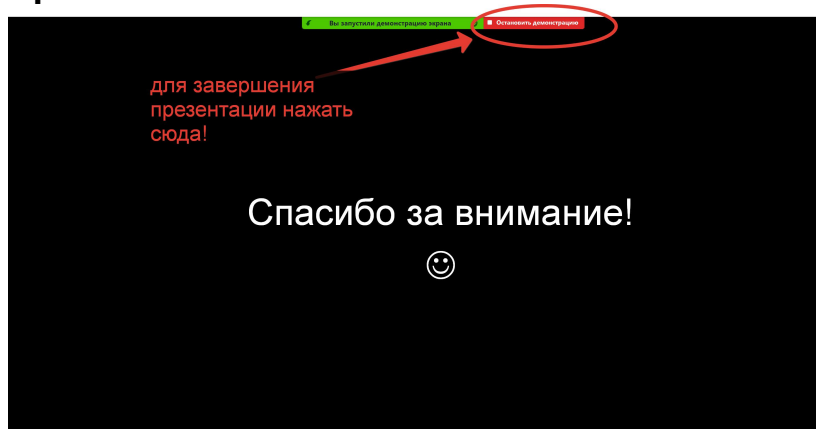 Вы запустили демонстрацию экрана Остановить демонстрацию
для завершения
презентации нажать
сюда!
Спасибо за внимание!